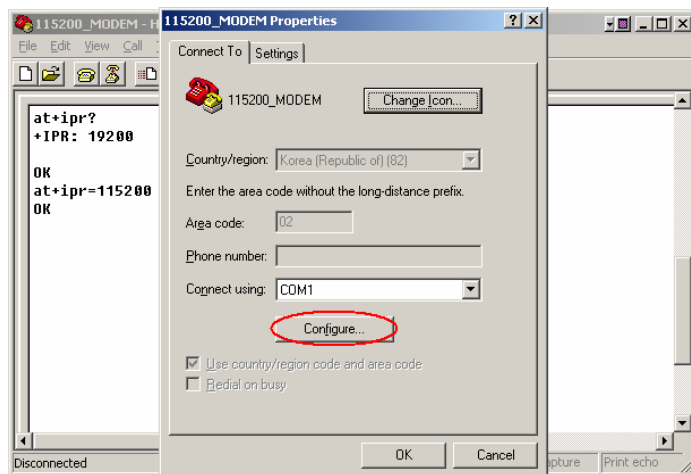 115200_MODEM - H
File Edit View Call
at+ipr?
+IPR: 19200
OK
at+ipr=115200
OK
Disconnected
115200_MODEM Properties
Connect To
Settings
115200_MODEM
Change Icon...
Country/region: Korea (Republic of) (82)
Enter the area code without the long-distance prefix.
Area code: 02
Phone number:
Connect using: COM1
Configure...
Use country/region code and area code
Redial on busy
OK
Cancel
apture
Print echo